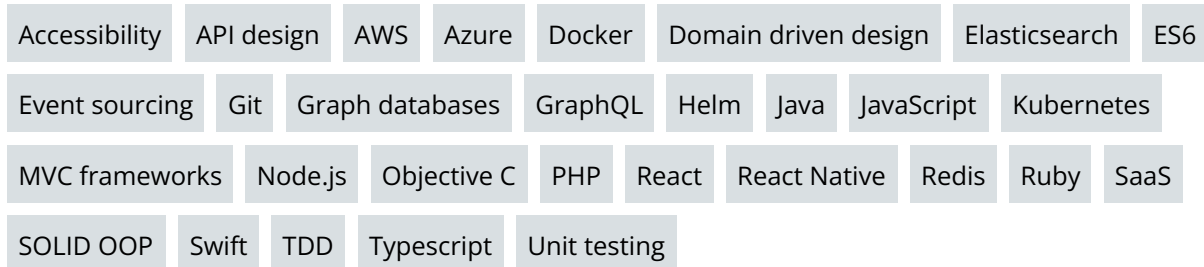 Accessibility API design AWS Azure Docker Domain driven design Elasticsearch ES6
Event sourcing Git Graph databases GraphQL Helm Java JavaScript Kubernetes
MVC frameworks Node.js Objective C PHP React React Native Redis Ruby SaaS
SOLID OOP Swift TDD Typescript Unit testing